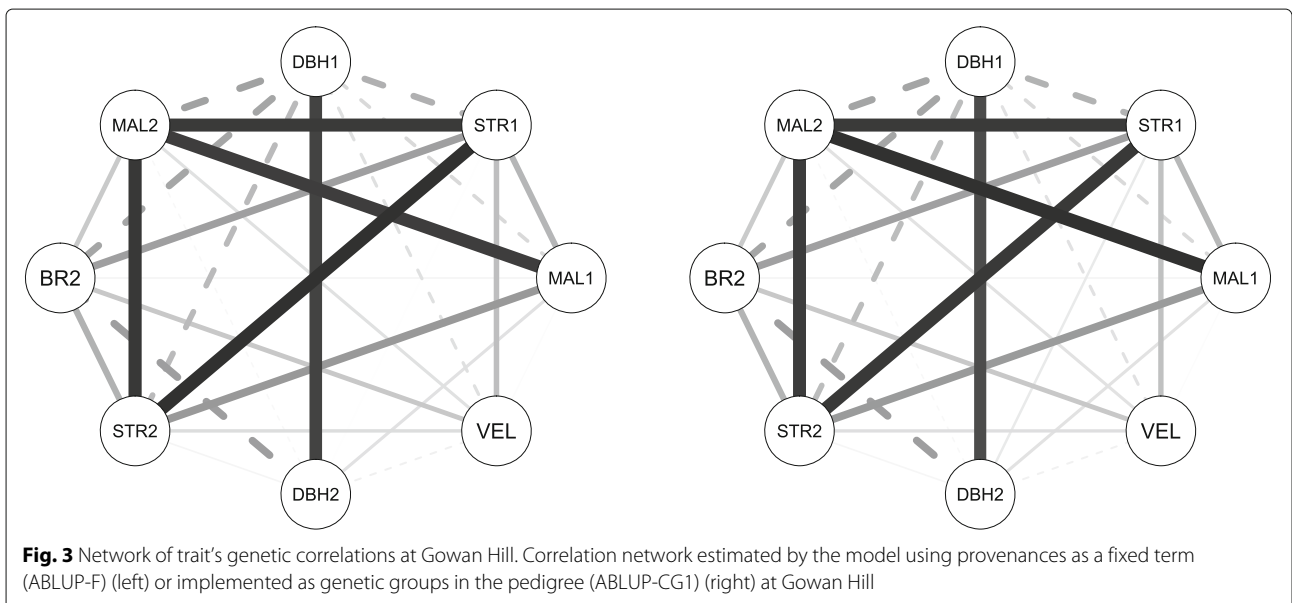 DBH1 DBH1
MAL2 STR1 MAL2 STR1
BR2 MAL1 BR2 MAL1
STR2 VEL STR2 VEL
DBH2 DBH2
Fig. 3 Network of trait's genetic correlations at Gowan Hill. Correlation network estimated by the model using provenances as a fixed term
(ABLUP-F) (left) or implemented as genetic groups in the pedigree (ABLUP-CG1) (right) at Gowan Hill